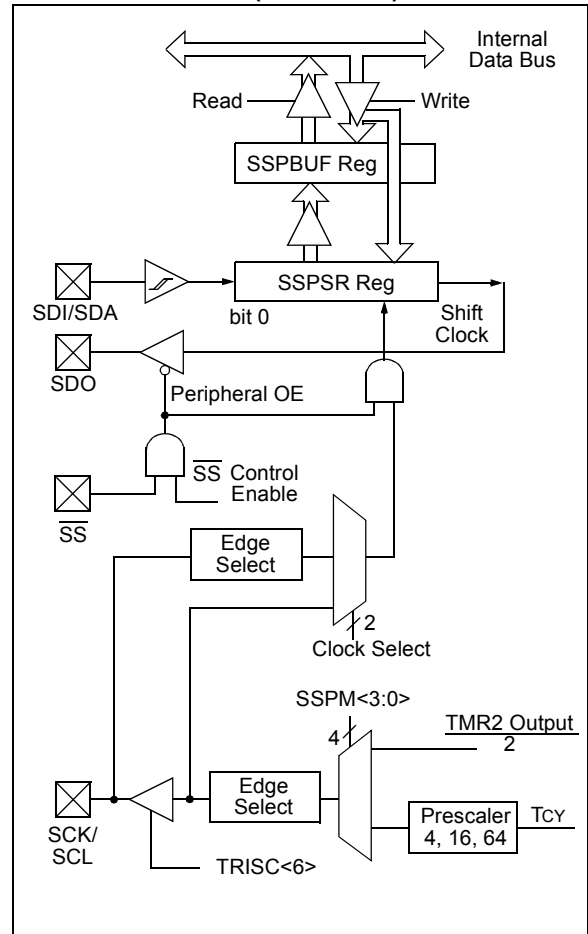 Internal
Data Bus
Read
Write
SSPBUF Reg
SSPSR Reg
SDI/SDA
bit 0
Shift
Clock
SDO
Peripheral OE
SS Control
Enable
SS
Edge
Select
2
Clock Select
SSPM<3:0>
TMR2 Output
4
2
Edge
Select
Prescaler
4, 16, 64
TCY
SCK/
SCL
TRISC<6>